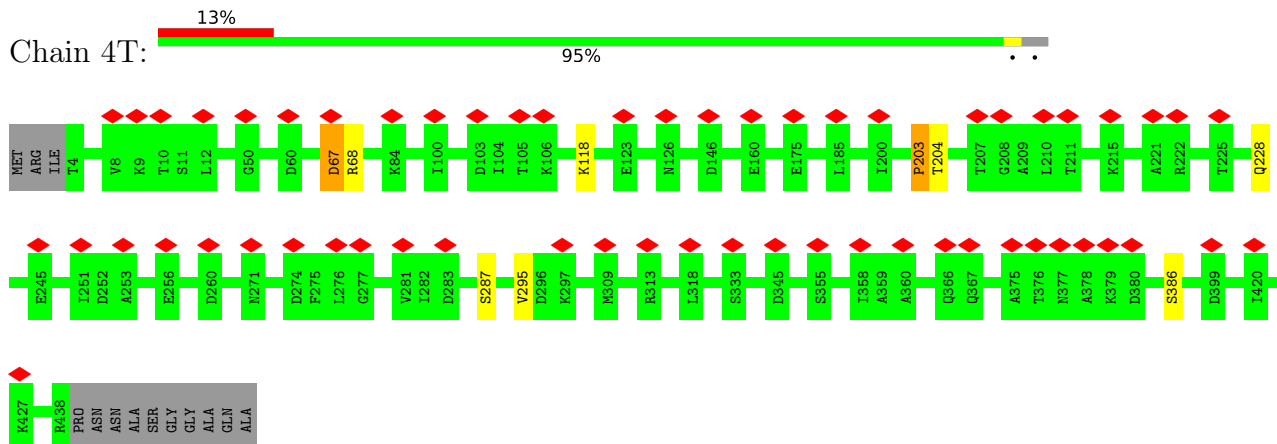 13%
Chain 4T:
95%
. .
MET ARG ILE T4 V8 K9 T10 S11 L12 G50 D60 D67 R68 K84 I100 D103 I104 T105 K106 K118 E123 N126 D146 E160 E175 L185 I200 P203 T204 T207 G208 A209 L210 T211 K215 A221 R222 T225 Q228
E245 I251 D252 A253 E256 D260 N271 D274 F275 L276 G277 V281 I282 D283 S287 V295 D296 K297 M309 R313 L318 S333 D345 S355 I358 A359 A360 Q366 Q367 A375 T376 N377 A378 K379 D380 S386 D399 I420
K427 R438 PRO ASN ASN ALA SER GLY GLY ALA GLN ALA